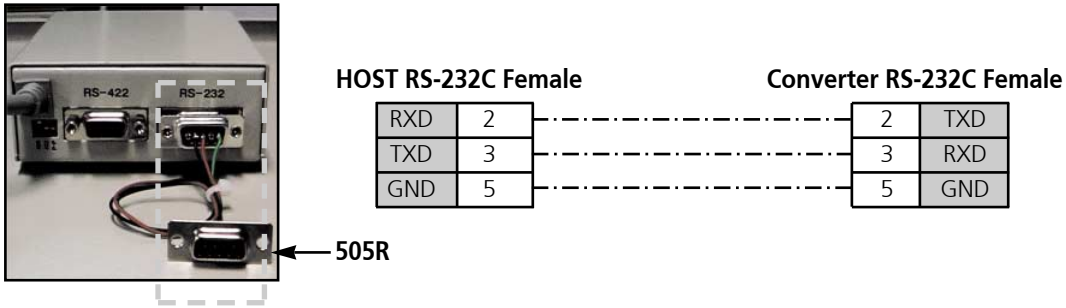 RS-422 RS-232
HOST RS-232C Female Converter RS-232C Female
RXD 2 2 TXD
TXD 3 3 RXD
GND 5 5 GND
505R